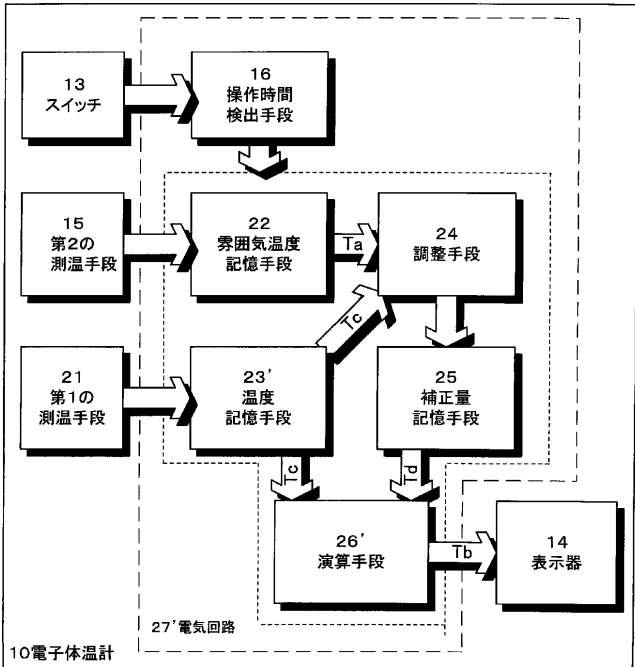 13
スイッチ
16
操作時間
検出手段
15
第2の
測温手段
22
雰囲気温度
記憶手段
Ta
24
調整手段
Tc
21
第1の
測温手段
23'
温度
記憶手段
25
補正量
記憶手段
Tc
Td
26'
演算手段
Tb
14
表示器
27'電気回路
10電子体温計